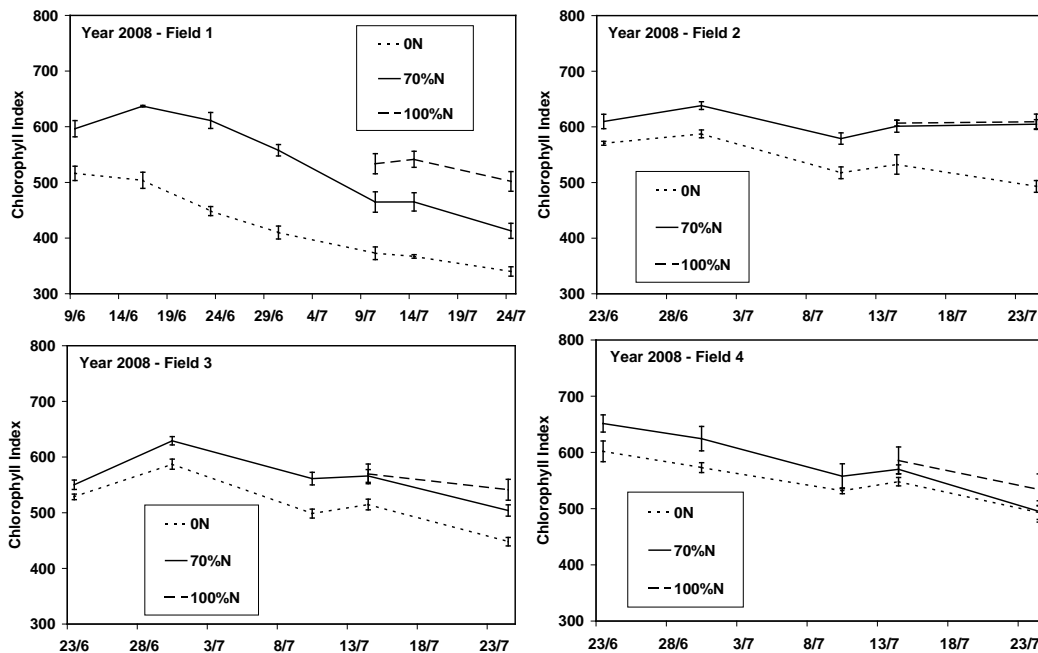 Year 2008 - Field 1
0N
70%N
100%N
Chlorophyll Index
800
700
600
500
400
300
9/6 14/6 19/6 24/6 29/6 4/7 9/7 14/7 19/7 24/7
Year 2008 - Field 2
0N
70%N
100%N
Chlorophyll Index
800
700
600
500
400
300
23/6 28/6 3/7 8/7 13/7 18/7 23/7
Year 2008 - Field 3
0N
70%N
100%N
Chlorophyll Index
800
700
600
500
400
300
23/6 28/6 3/7 8/7 13/7 18/7 23/7
Year 2008 - Field 4
0N
70%N
100%N
Chlorophyll Index
800
700
600
500
400
300
23/6 28/6 3/7 8/7 13/7 18/7 23/7